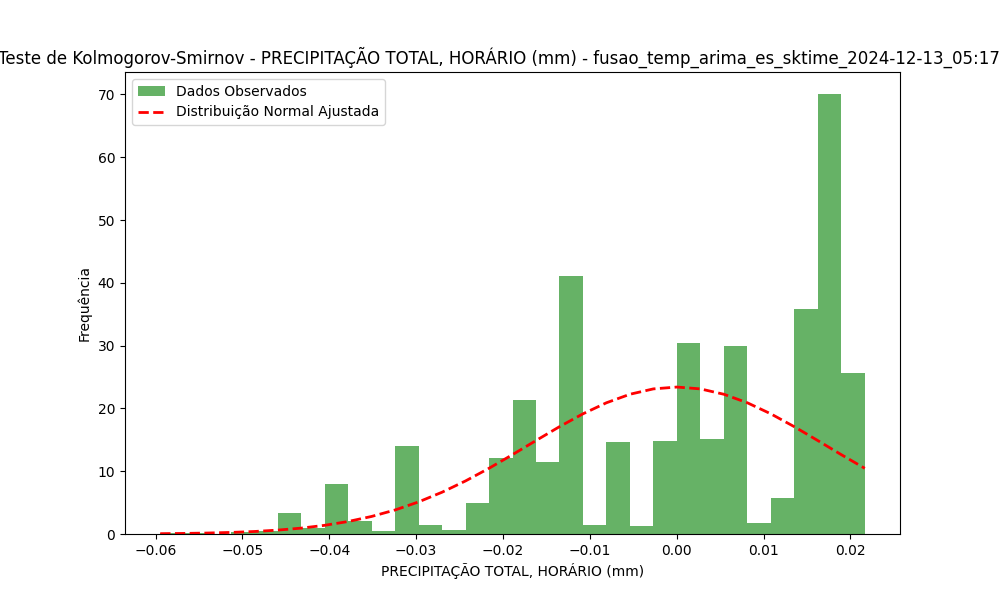 Teste de Kolmogorov-Smirnov - PRECIPITAÇÃO TOTAL, HORÁRIO (mm) - fusao_temp_arima_es_sktime_2024-12-13_05:17
Dados Observados
Distribuição Normal Ajustada
Frequência
70
60
50
40
30
20
10
0
−0.06 −0.05 −0.04 −0.03 −0.02 −0.01 0.00 0.01 0.02
PRECIPITAÇÃO TOTAL, HORÁRIO (mm)